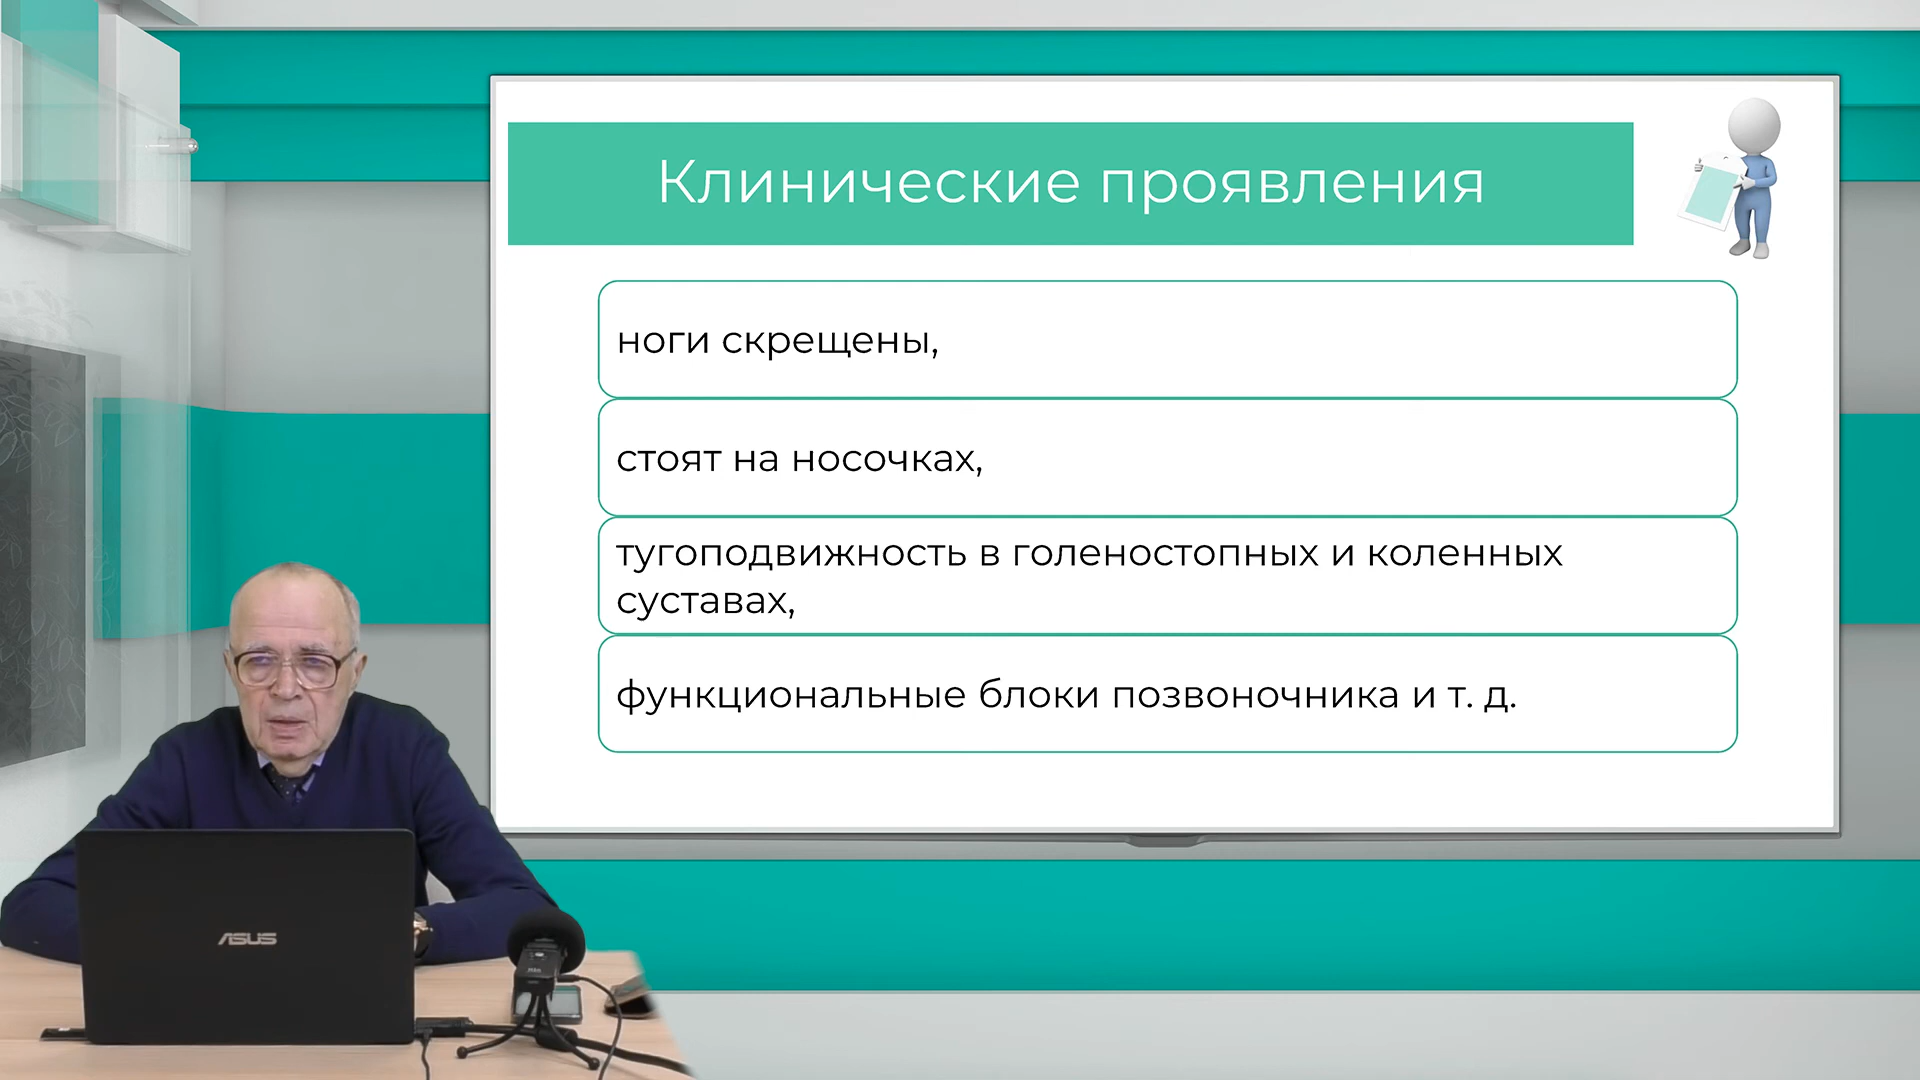 Клинические проявления
ноги скрещены,
стоят на носочках,
тугоподвижность в голеностопных и коленных
суставах,
функциональные блоки позвоночника и т. д.
ASUS